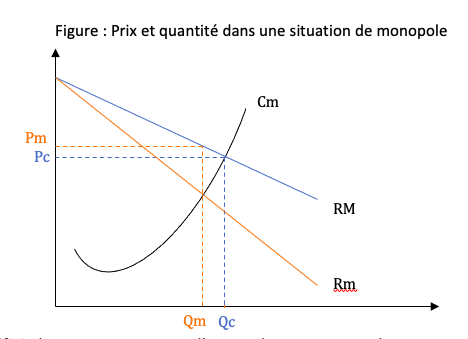 Figure : Prix et quantité dans une situation de monopole
Cm
Pm
Pc
RM
Rm
Qm Qc